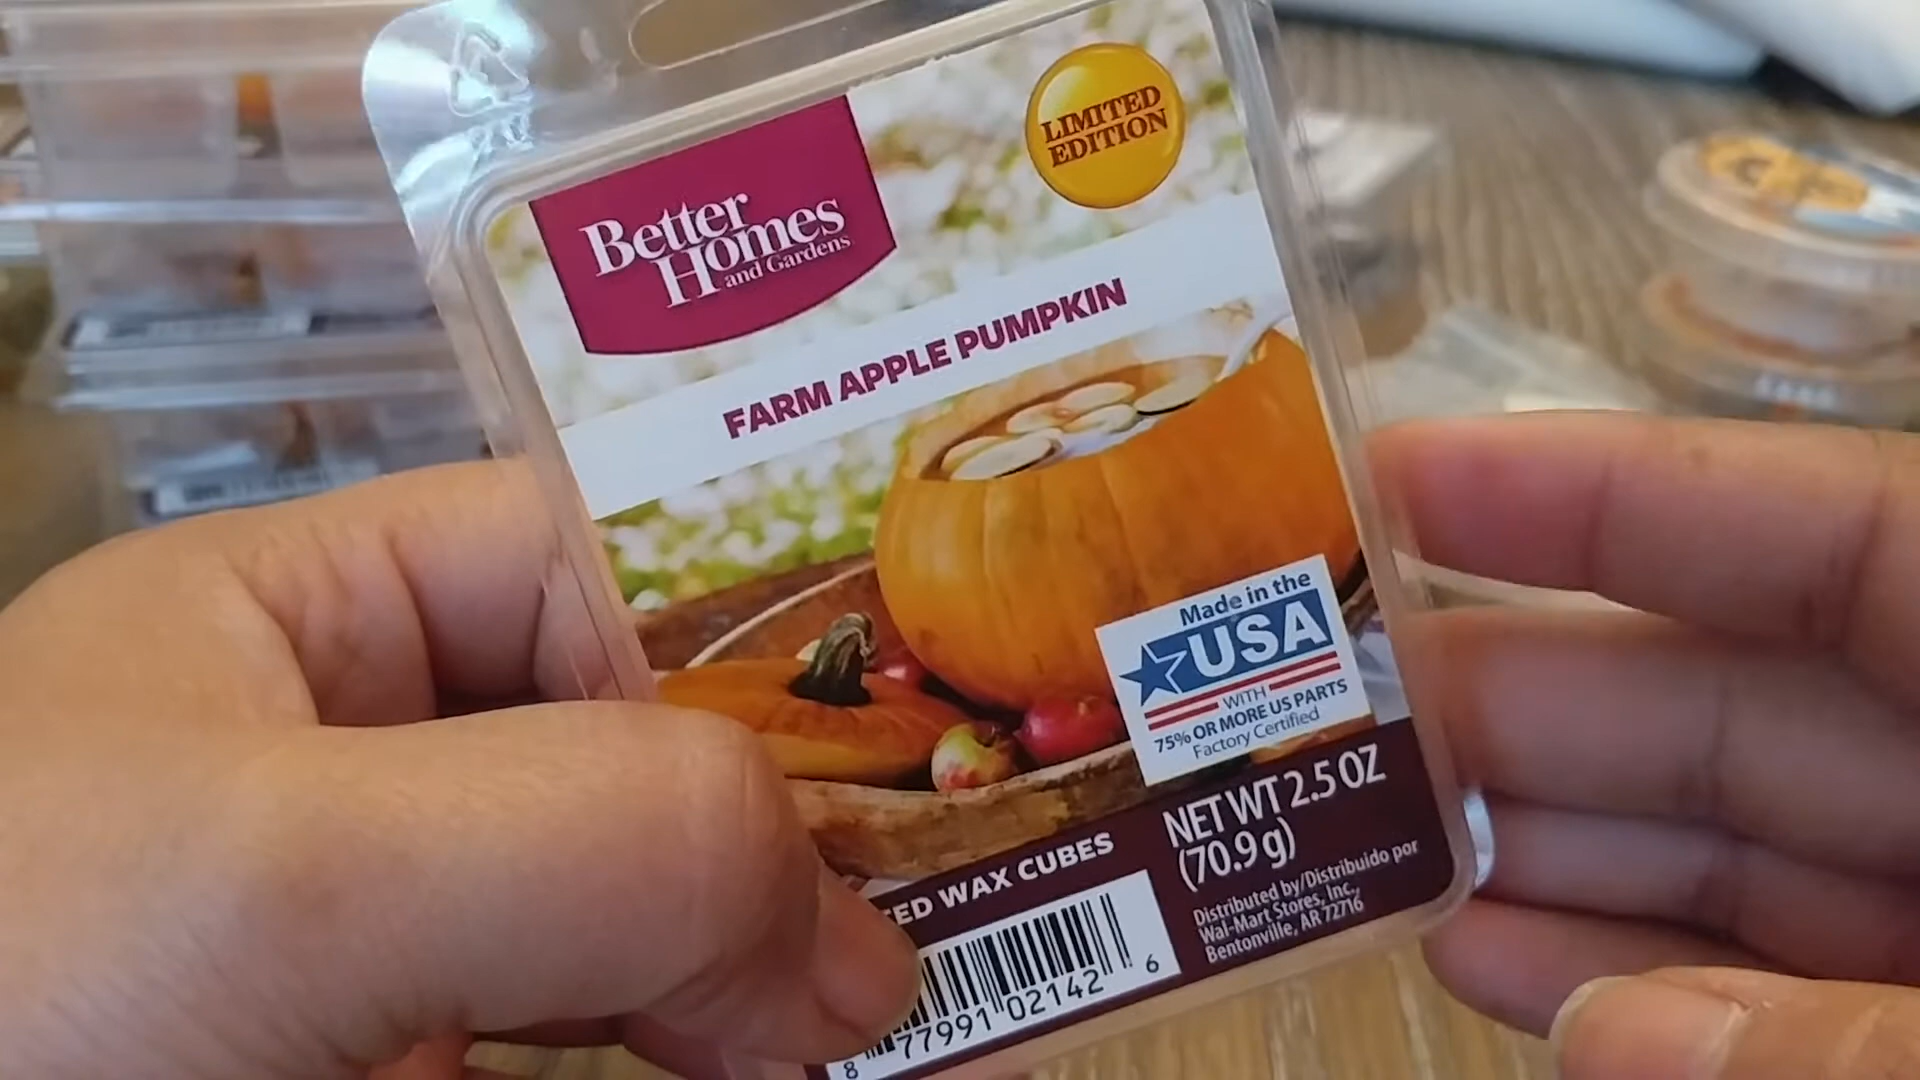 LIMITED
EDITION
Better
Homes
and Gardens
FARM APPLE PUMPKIN
Made in the
USA
WITH
75% OR MORE US PARTS
Factory Certified
NET WT 2.5 OZ
(70.9 g)
TED WAX CUBES
Distributed by/Distribuido por
Wal-Mart Stores, Inc.,
Bentonville, AR 72716
8 77991 02142 6